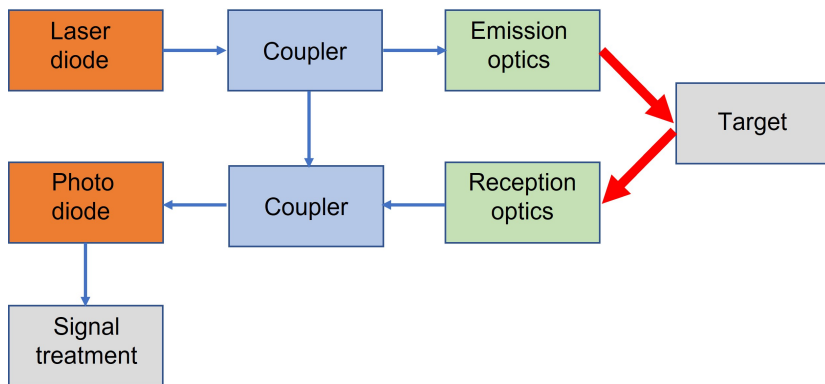 Laser
diode
Coupler
Emission
optics
Target
Photo
diode
Coupler
Reception
optics
Signal
treatment